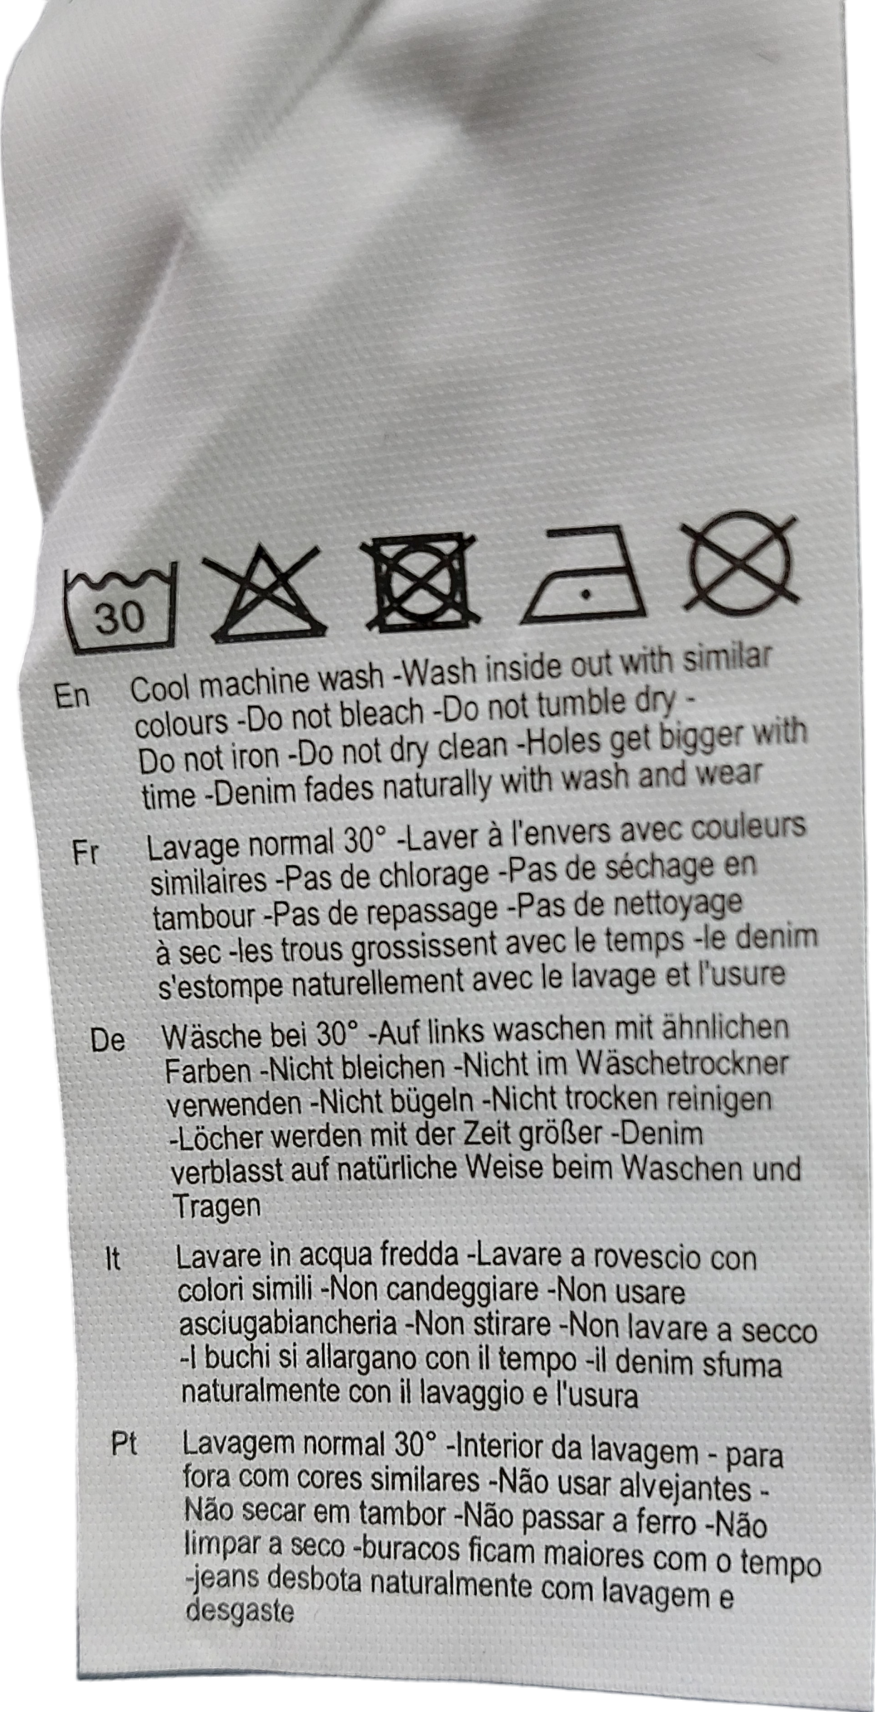 30
En Cool machine wash -Wash inside out with similar
colours -Do not bleach -Do not tumble dry -
Do not iron -Do not dry clean -Holes get bigger with
time -Denim fades naturally with wash and wear
Fr Lavage normal 30° -Laver à l'envers avec couleurs
similaires -Pas de chlorage -Pas de séchage en
tambour -Pas de repassage -Pas de nettoyage
à sec -les trous grossissent avec le temps -le denim
s'estompe naturellement avec le lavage et l'usure
De Wäsche bei 30° -Auf links waschen mit ähnlichen
Farben -Nicht bleichen -Nicht im Wäschetrockner
verwenden -Nicht bügeln -Nicht trocken reinigen
-Löcher werden mit der Zeit größer -Denim
verblasst auf natürliche Weise beim Waschen und
Tragen
It Lavare in acqua fredda -Lavare a rovescio con
colori simili -Non candeggiare -Non usare
asciugabiancheria -Non stirare -Non lavare a secco
-I buchi si allargano con il tempo -il denim sfuma
naturalmente con il lavaggio e l'usura
Pt Lavagem normal 30° -Interior da lavagem - para
fora com cores similares -Não usar alvejantes -
Não secar em tambor -Não passar a ferro -Não
limpar a seco -buracos ficam maiores com o tempo
-jeans desbota naturalmente com lavagem e
desgaste